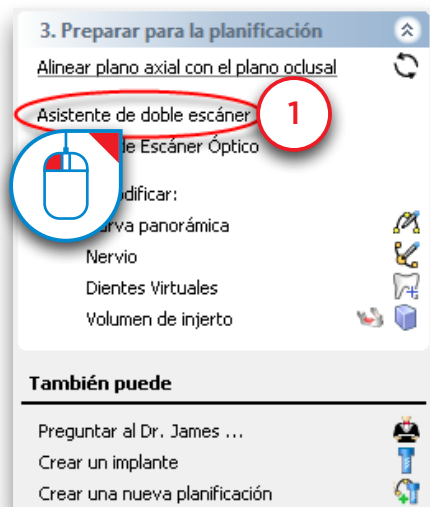 3. Preparar para la planificación
Alinear plano axial con el plano oclusal
Asistente de doble escáner
1
de Escáner Óptico
dificar:
rva panorámica
Nervio
Dientes Virtuales
Volumen de injerto
También puede
Preguntar al Dr. James ...
Crear un implante
Crear una nueva planificación